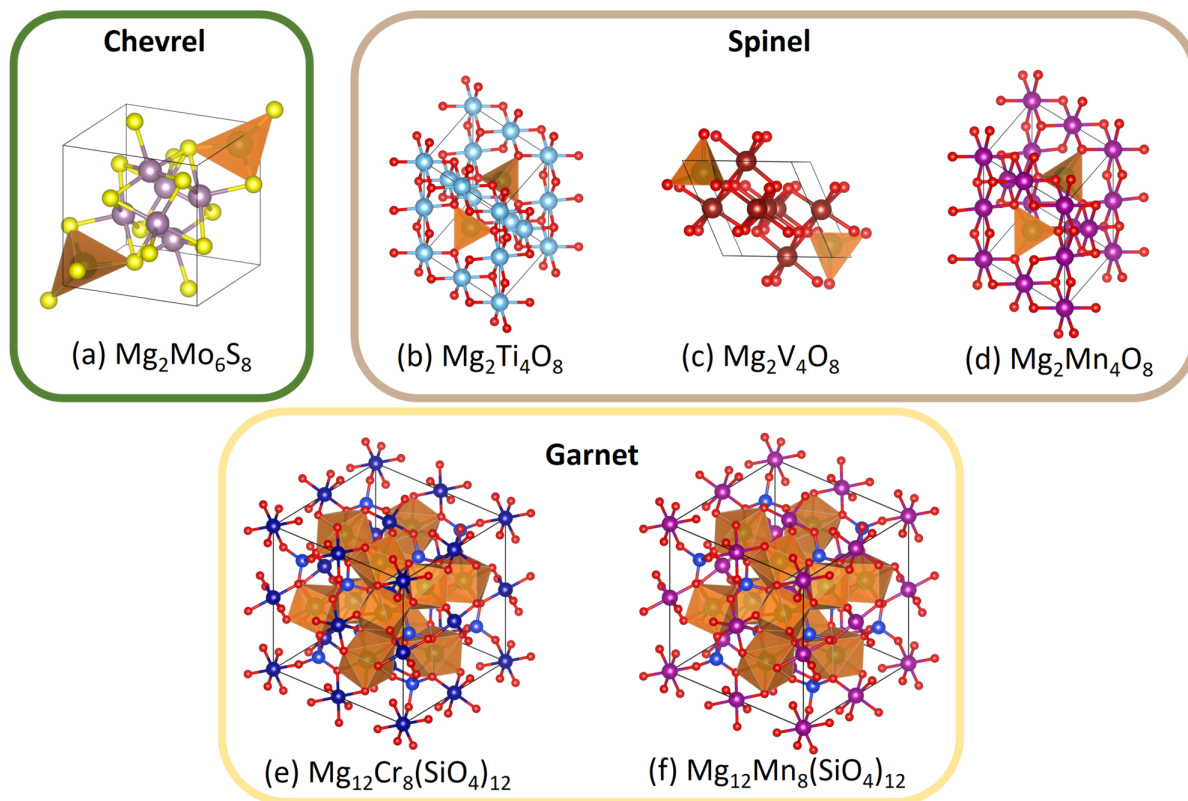 Chevrel
Spinel
(a) Mg₂Mo₆S₈
(b) Mg₂Ti₄O₈
(c) Mg₂V₄O₈
(d) Mg₂Mn₄O₈
Garnet
(e) Mg₁₂Cr₈(SiO₄)₁₂
(f) Mg₁₂Mn₈(SiO₄)₁₂